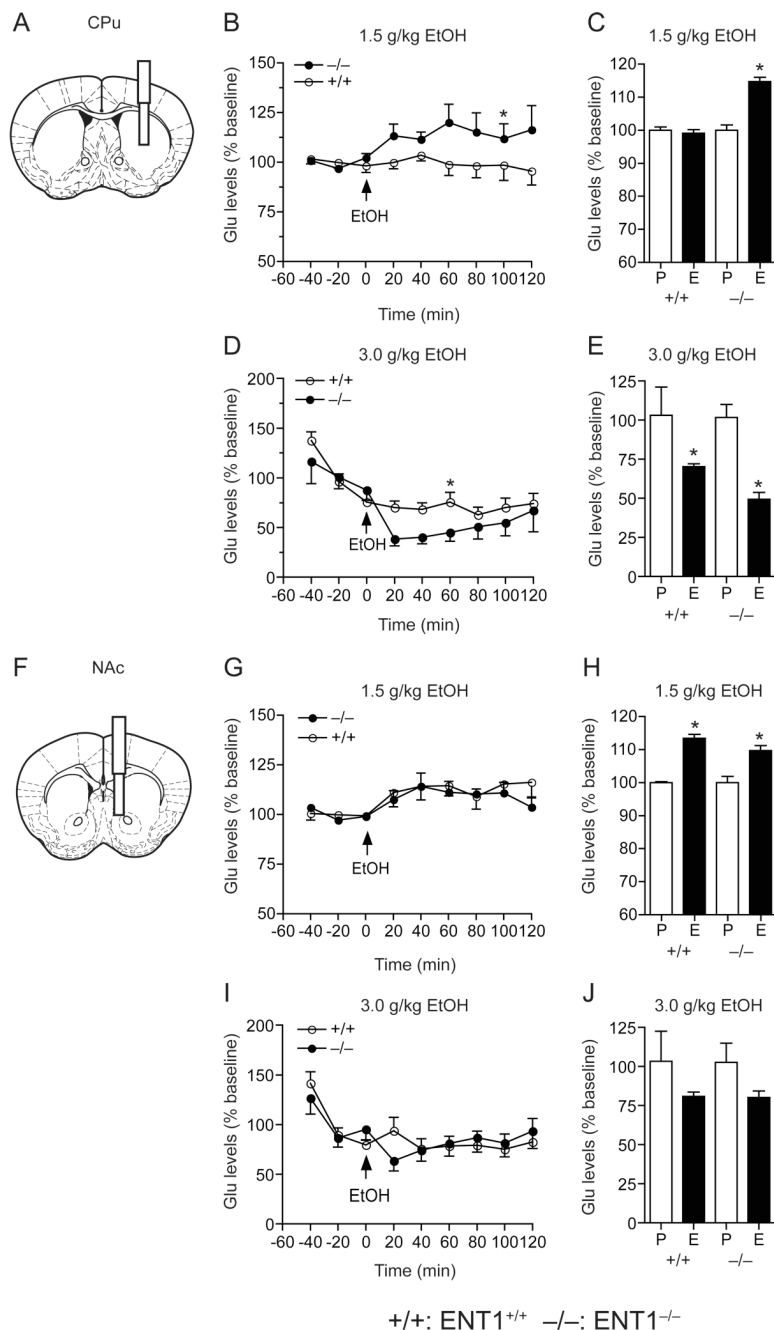 A
CPu
B
1.5 g/kg EtOH
–/–
+/+
Glu levels (% baseline)
150
125
100
75
50
*
EtOH
-60 -40 -20 0 20 40 60 80 100 120
Time (min)
C
1.5 g/kg EtOH
Glu levels (% baseline)
120
110
100
90
80
70
60
*
P E P E
+/+ –/–
D
3.0 g/kg EtOH
+/+
–/–
Glu levels (% baseline)
200
150
100
50
0
*
EtOH
-60 -40 -20 0 20 40 60 80 100 120
Time (min)
E
3.0 g/kg EtOH
Glu levels (% baseline)
125
100
75
50
25
0
* *
P E P E
+/+ –/–
F
NAc
G
1.5 g/kg EtOH
–/–
+/+
Glu levels (% baseline)
150
125
100
75
50
EtOH
-60 -40 -20 0 20 40 60 80 100 120
Time (min)
H
1.5 g/kg EtOH
Glu levels (% baseline)
120
110
100
90
80
70
60
* *
P E P E
+/+ –/–
I
3.0 g/kg EtOH
+/+
–/–
Glu levels (% baseline)
200
150
100
50
0
EtOH
-60 -40 -20 0 20 40 60 80 100 120
Time (min)
J
3.0 g/kg EtOH
Glu levels (% baseline)
125
100
75
50
25
0
P E P E
+/+ –/–
+/+: ENT1+/+ –/–: ENT1–/–